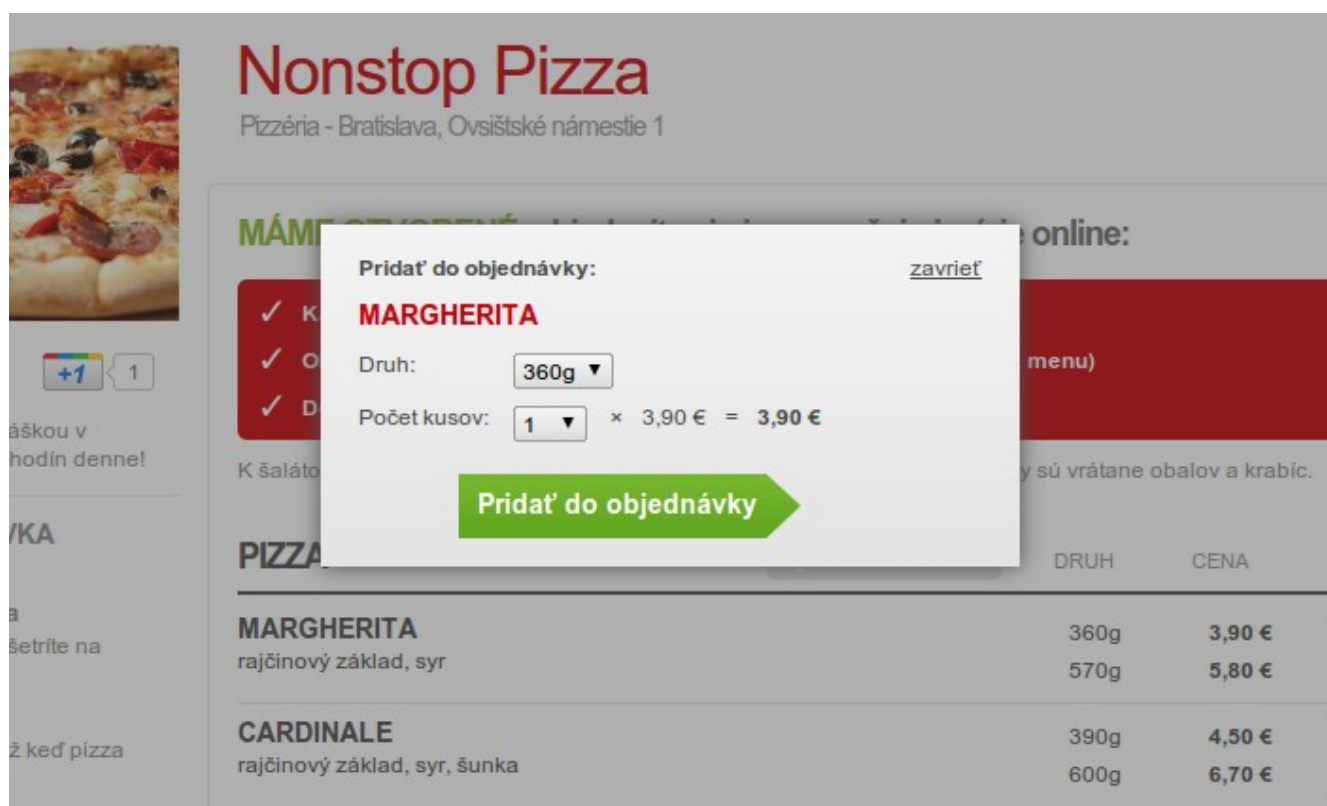 Nonstop Pizza
Pizzéria - Bratislava, Ovsištské námestie 1
online:
Pridať do objednávky: zavrieť
MARGHERITA
Druh: 360g
Počet kusov: 1 × 3,90 € = 3,90 €
Pridať do objednávky
menu)
+1 1
hodín denne!
K šaláto
sú vrátane obalov a krabíc.
PIZZA DRUH CENA
MARGHERITA 360g 3,90 €
rajčinový základ, syr 570g 5,80 €
šetríte na
CARDINALE 390g 4,50 €
rajčinový základ, syr, šunka 600g 6,70 €
keď pizza